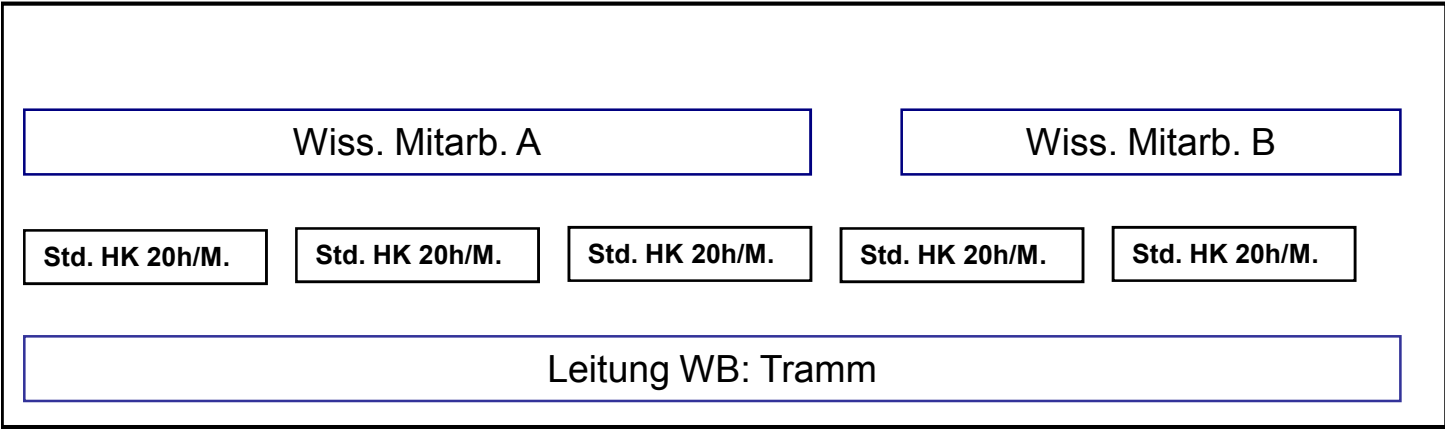 Wiss. Mitarb. A
Wiss. Mitarb. B
Std. HK 20h/M.
Std. HK 20h/M.
Std. HK 20h/M.
Std. HK 20h/M.
Std. HK 20h/M.
Leitung WB: Tramm